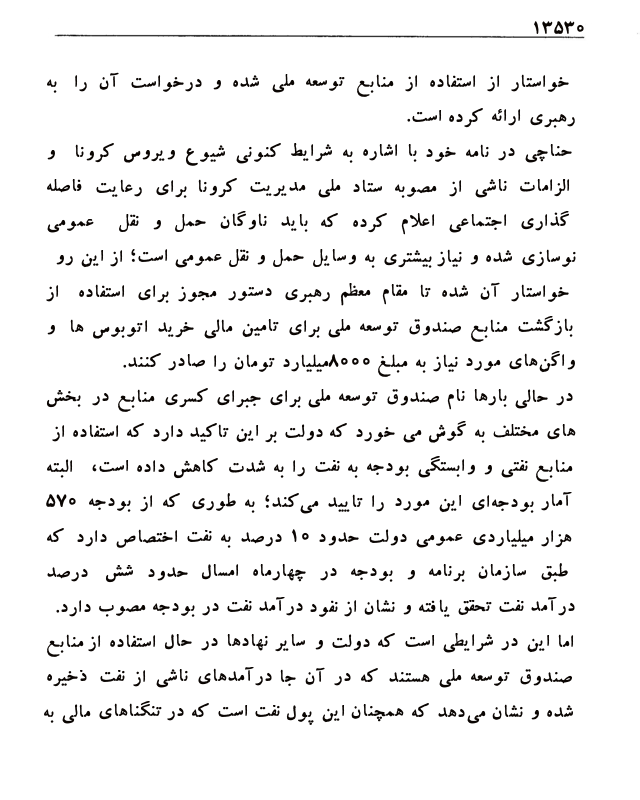 ۱۳۵۳۰
خواستار از استفاده از منابع توسعه ملی شده و درخواست آن را به
رهبری ارائه کرده است.
حناچی در نامه خود با اشاره به شرایط کنونی شیوع ویروس کرونا و
الزامات ناشی از مصوبه ستاد ملی مدیریت کرونا برای رعایت فاصله
گذاری اجتماعی اعلام کرده که باید ناوگان حمل و نقل عمومی
نوسازی شده و نیاز بیشتری به وسایل حمل و نقل عمومی است؛ از این رو
خواستار آن شده تا مقام معظم رهبری دستور مجوز برای استفاده از
بازگشت منابع صندوق توسعه ملی برای تامین مالی خرید اتوبوس ها و
واگن‌های مورد نیاز به مبلغ ۸۰۰۰میلیارد تومان را صادر کنند.
در حالی بارها نام صندوق توسعه ملی برای جبرای کسری منابع در بخش
های مختلف به گوش می خورد که دولت بر این تاکید دارد که استفاده از
منابع نفتی و وابستگی بودجه به نفت را به شدت کاهش داده است، البته
آمار بودجه‌ای این مورد را تایید می‌کند؛ به طوری که از بودجه ۵۷۰
هزار میلیاردی عمومی دولت حدود ۱۰ درصد به نفت اختصاص دارد که
طبق سازمان برنامه و بودجه در چهارماه امسال حدود شش درصد
درآمد نفت تحقق یافته و نشان از نفود درآمد نفت در بودجه مصوب دارد.
اما این در شرایطی است که دولت و سایر نهادها در حال استفاده از منابع
صندوق توسعه ملی هستند که در آن جا درآمدهای ناشی از نفت ذخیره
شده و نشان می‌دهد که همچنان این پول نفت است که در تنگناهای مالی به